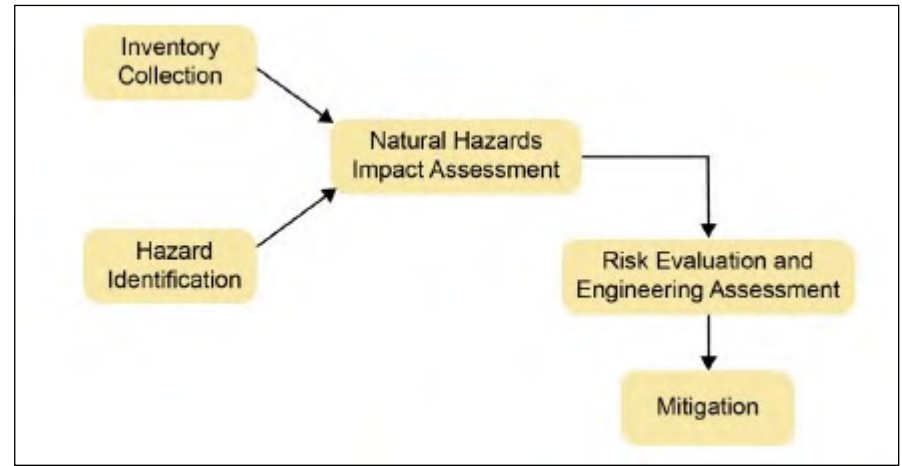 Inventory
Collection
Natural Hazards
Impact Assessment
Hazard
Identification
Risk Evaluation and
Engineering Assessment
Mitigation